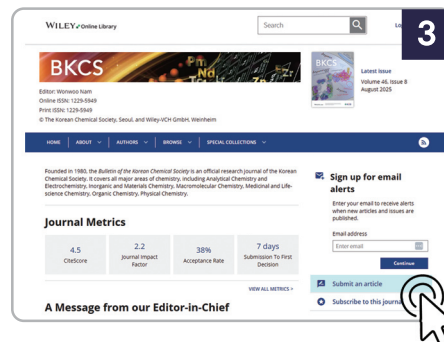 WILEY Online Library
Search
3
BKCS
Editor: Wonwoo Nam
Online ISSN: 1229-5949
Print ISSN: 1229-5949
© The Korean Chemical Society, Seoul, and Wiley-VCH GmbH, Weinheim
BKCS
Latest issue
Volume 46, Issue 8
August 2025
HOME ABOUT AUTHORS BROWSE SPECIAL COLLECTIONS
Founded in 1980, the Bulletin of the Korean Chemical Society is an official research journal of the Korean
Chemical Society. It covers all major areas of chemistry, including Analytical Chemistry and
Electrochemistry, Inorganic and Materials Chemistry, Macromolecular Chemistry, Medicinal and Life-
science Chemistry, Organic Chemistry, Physical Chemistry.
Journal Metrics
4.5
CiteScore
2.2
Journal Impact
Factor
38%
Acceptance Rate
7 days
Submission To First
Decision
VIEW ALL METRICS >
A Message from our Editor-in-Chief
Sign up for email
alerts
Enter your email to receive alerts
when new articles and issues are
published.
Email address
Enter email
Continue
Submit an article
Subscribe to this journal